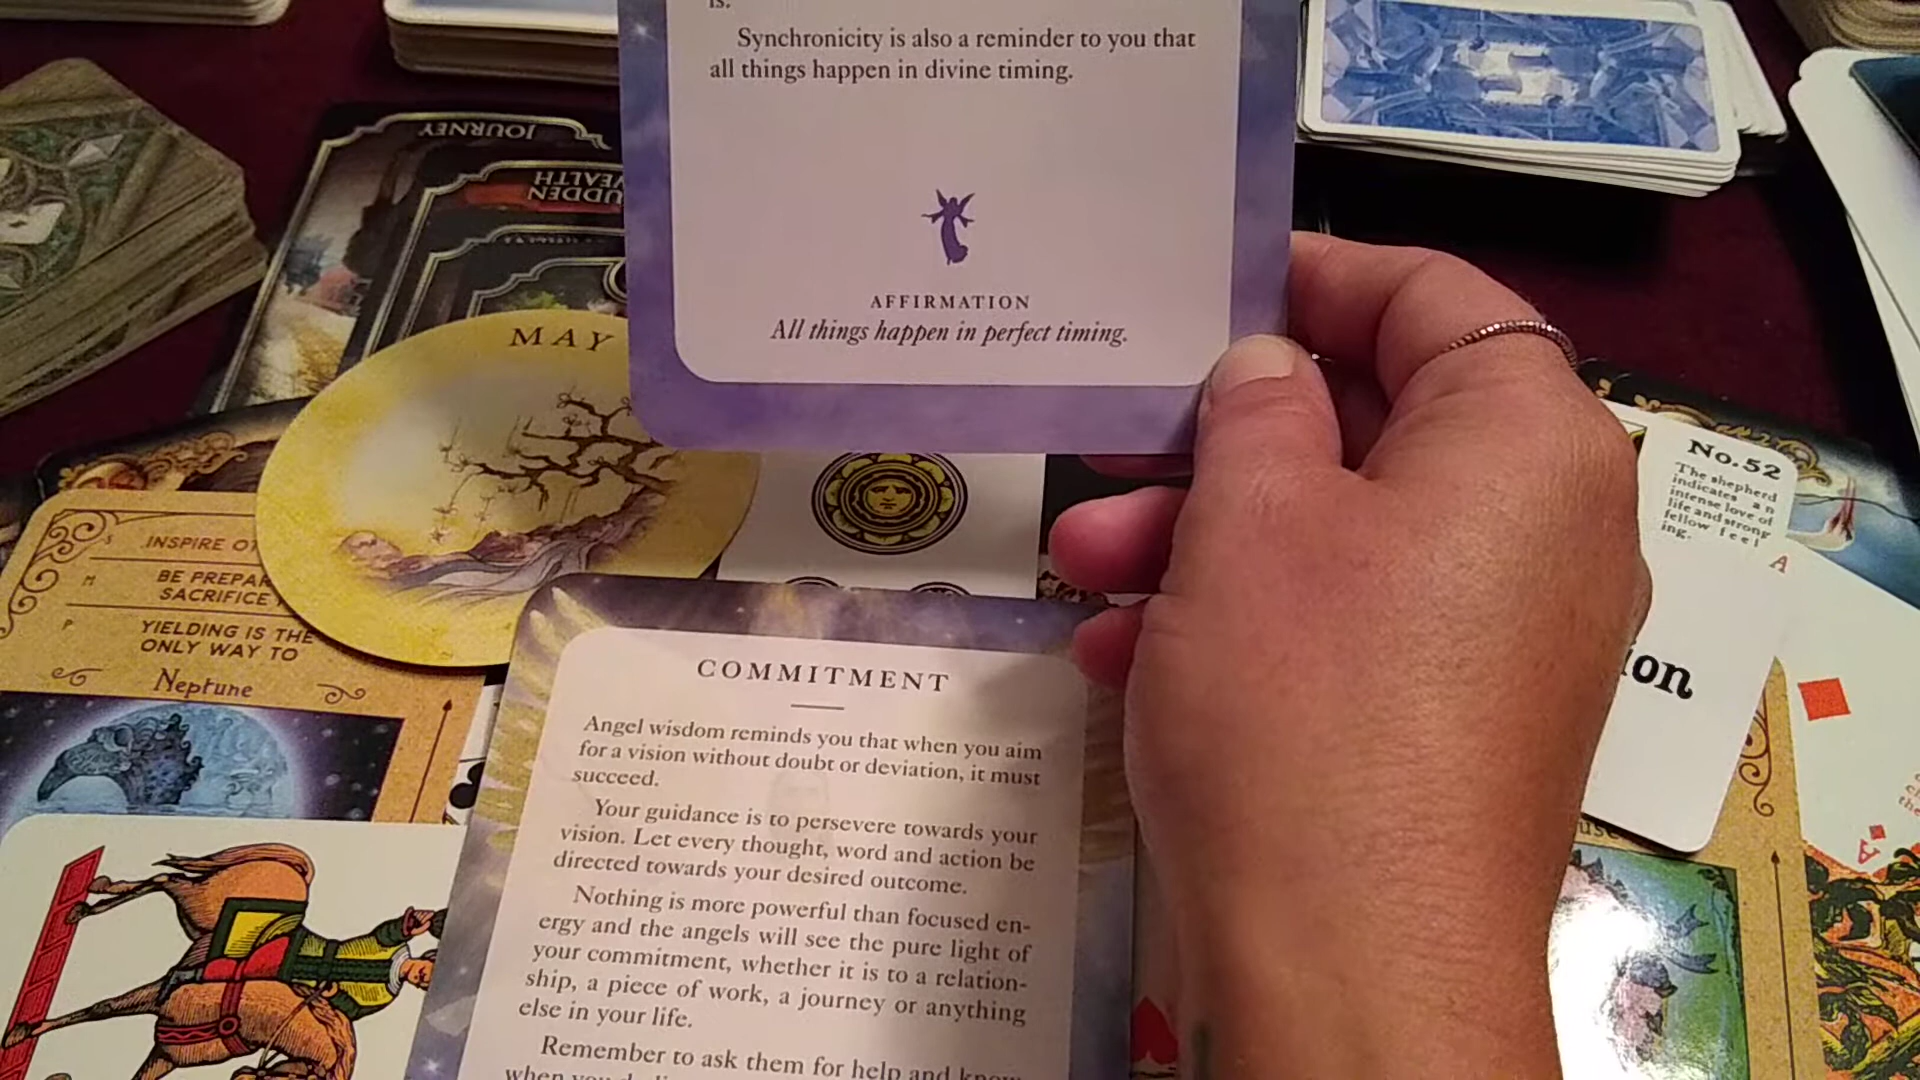 is.
Synchronicity is also a reminder to you that
all things happen in divine timing.
AFFIRMATION
All things happen in perfect timing.
JOURNEY
WEALTH
MAY
No.52
The shepherd
indicates an
intense love of
life and strong
fellow feel
ing.
A
ion
A
INSPIRE
S
M
BE PREPAR
SACRIFICE
P
YIELDING IS THE
ONLY WAY TO
Neptune
COMMITMENT
Angel wisdom reminds you that when you aim
for a vision without doubt or deviation, it must
succeed.
Your guidance is to persevere towards your
vision. Let every thought, word and action be
directed towards your desired outcome.
Nothing is more powerful than focused en-
ergy and the angels will see the pure light of
your commitment, whether it is to a relation-
ship, a piece of work, a journey or anything
else in your life.
Remember to ask them for help and know
when you